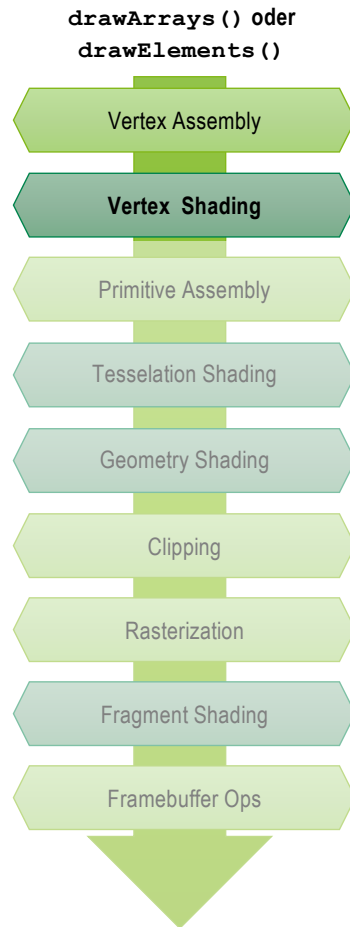 drawArrays() oder
drawElements()
Vertex Assembly
Vertex Shading
Primitive Assembly
Tesselation Shading
Geometry Shading
Clipping
Rasterization
Fragment Shading
Framebuffer Ops